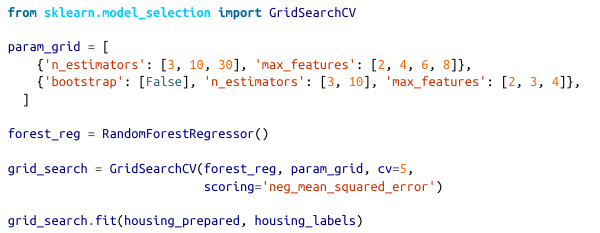 from sklearn.model_selection import GridSearchCV

param_grid = [
    {'n_estimators': [3, 10, 30], 'max_features': [2, 4, 6, 8]},
    {'bootstrap': [False], 'n_estimators': [3, 10], 'max_features': [2, 3, 4]},
  ]

forest_reg = RandomForestRegressor()

grid_search = GridSearchCV(forest_reg, param_grid, cv=5,
                           scoring='neg_mean_squared_error')

grid_search.fit(housing_prepared, housing_labels)